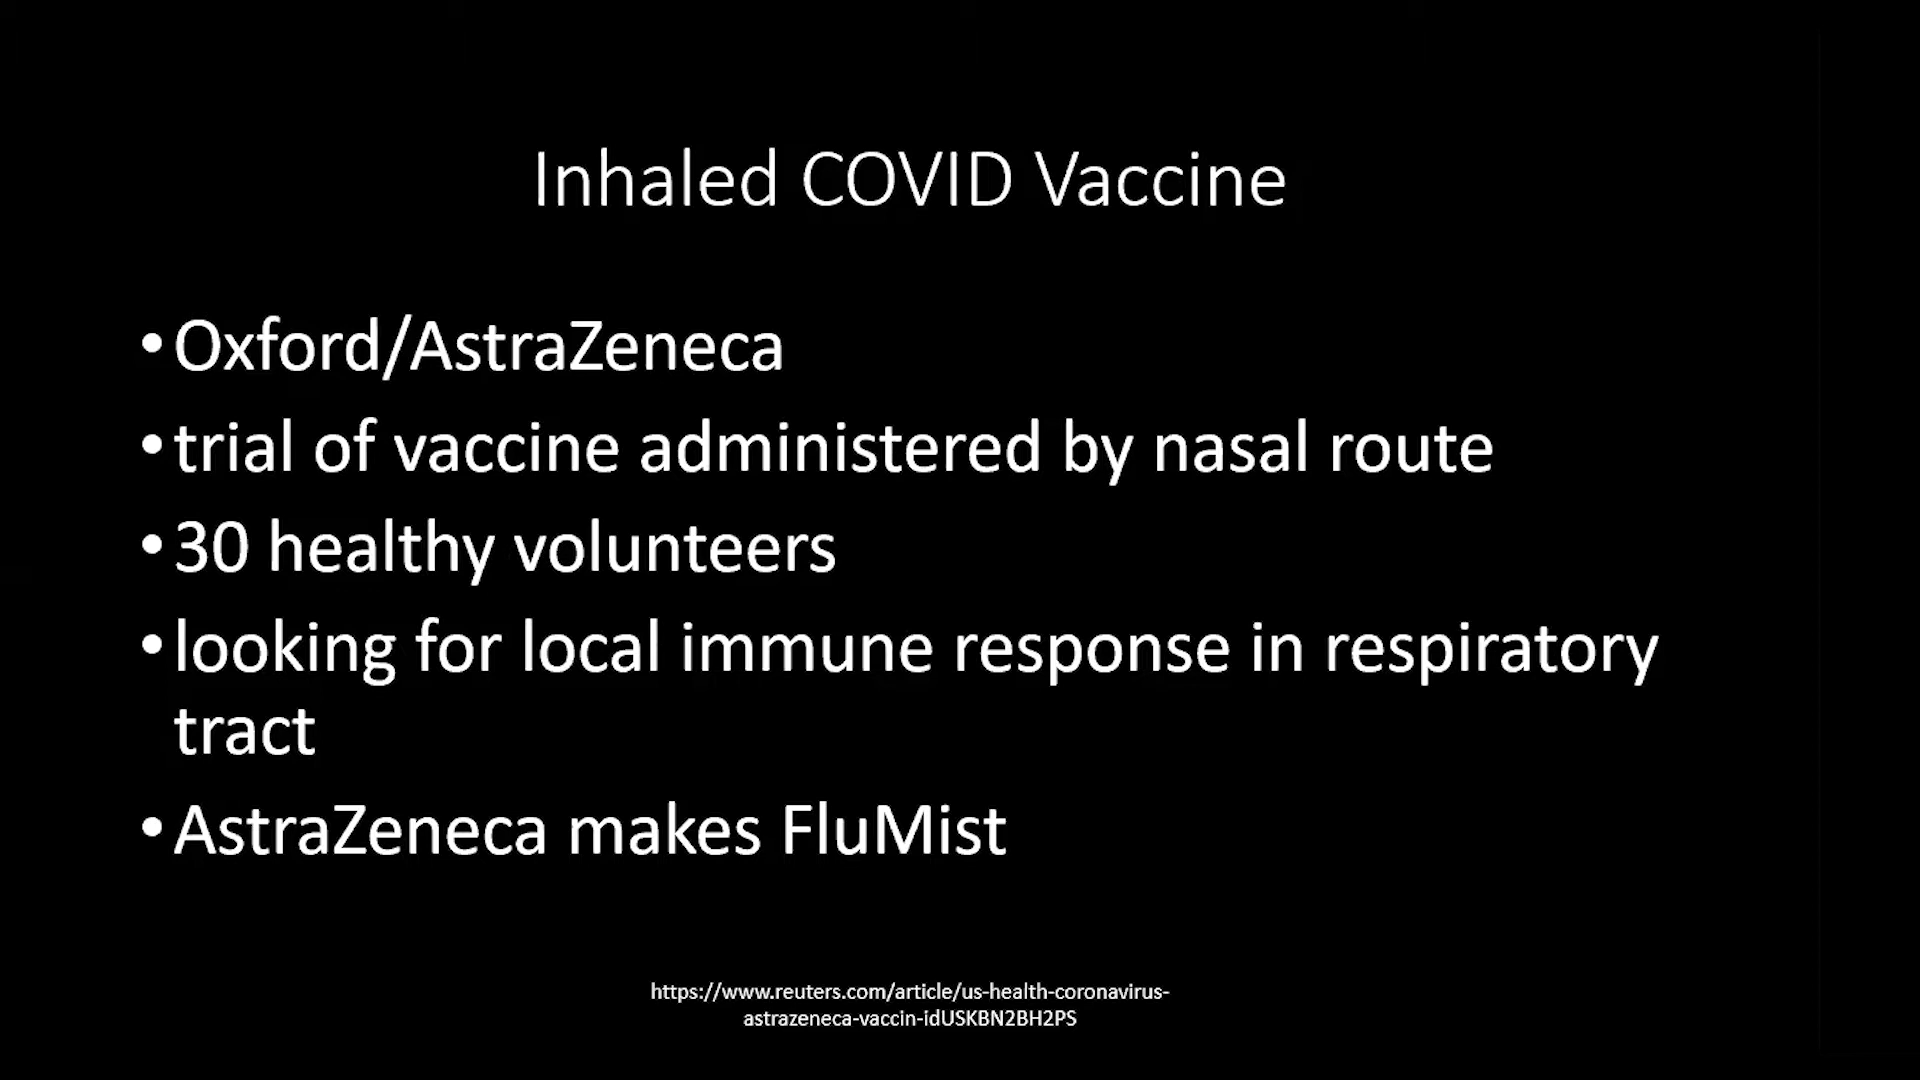 Inhaled COVID Vaccine
•Oxford/AstraZeneca
•trial of vaccine administered by nasal route
•30 healthy volunteers
•looking for local immune response in respiratory
tract
•AstraZeneca makes FluMist
https://www.reuters.com/article/us-health-coronavirus-
astrazeneca-vaccin-idUSKBN2BH2PS